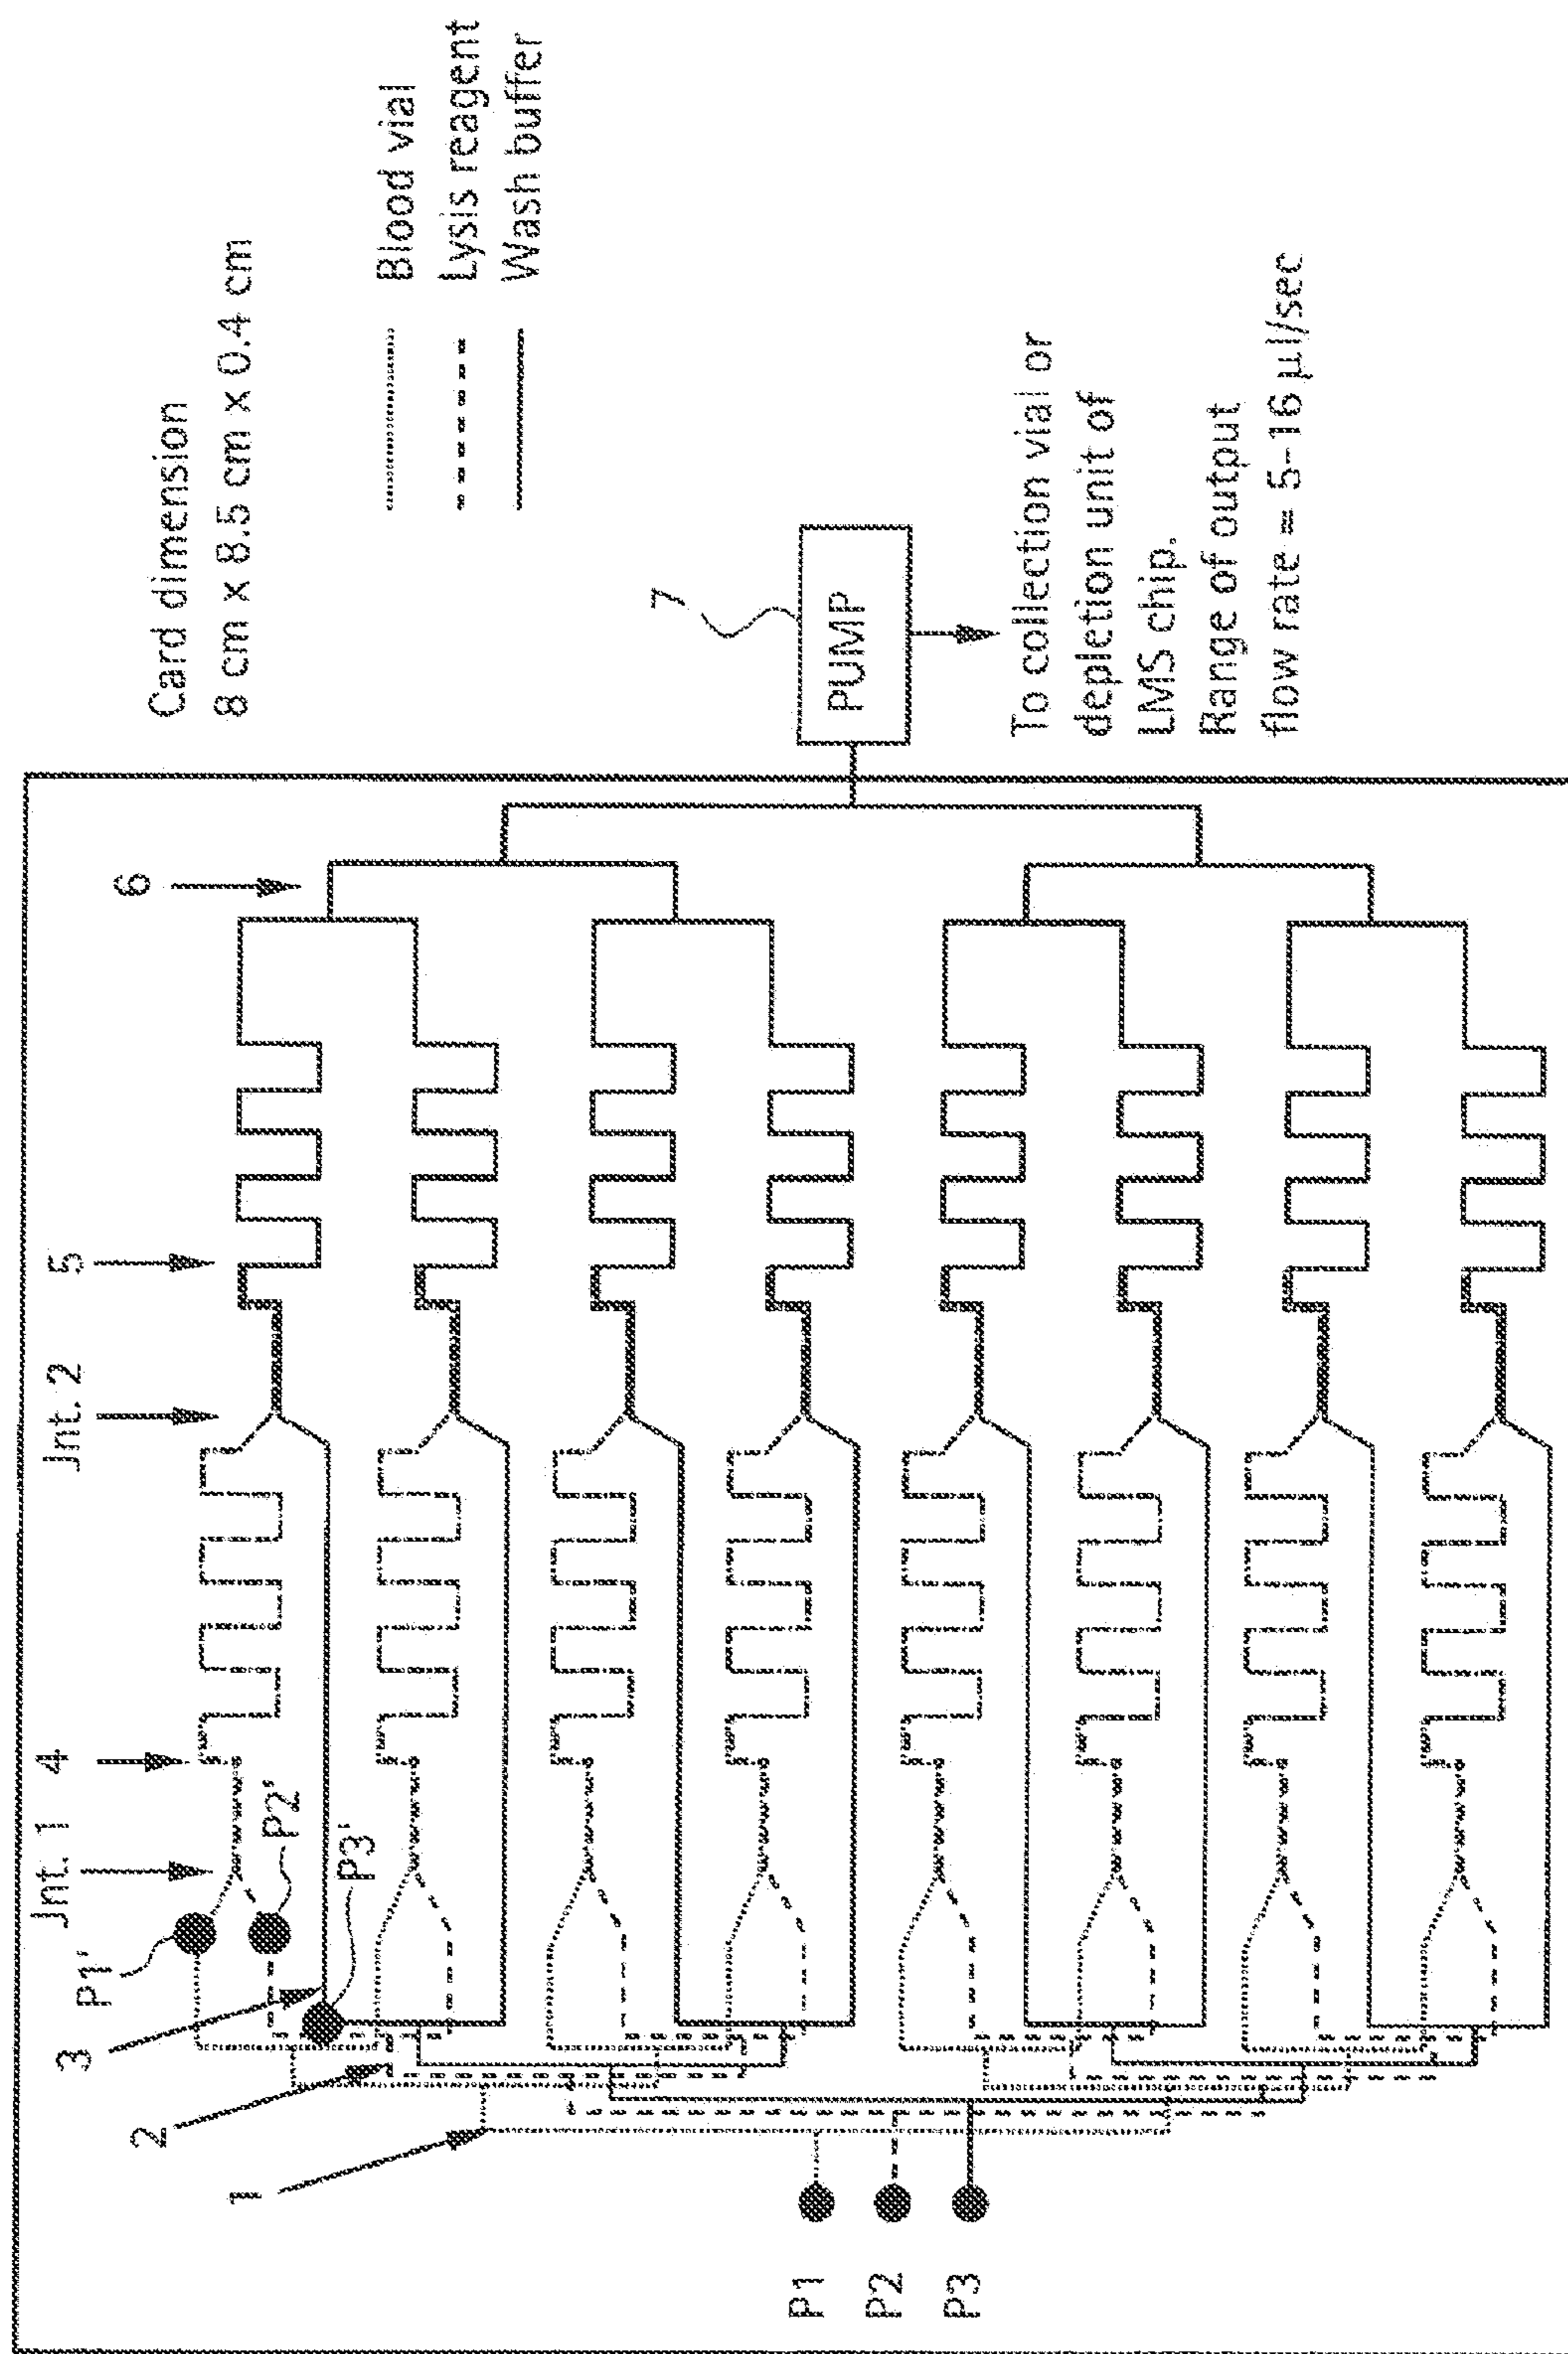 Card dimension
8 cm x 8.5 cm x 0.4 cm
Blood vial
Lysis reagent
Wash buffer
7
PUMP
To collection vial or
depletion unit of
LMS chip.
Range of output
flow rate = 5-16 µl/sec
6
5
Jnt. 2
4
Jnt. 1
P1'
P2'
P3'
3
2
1
P1
P2
P3